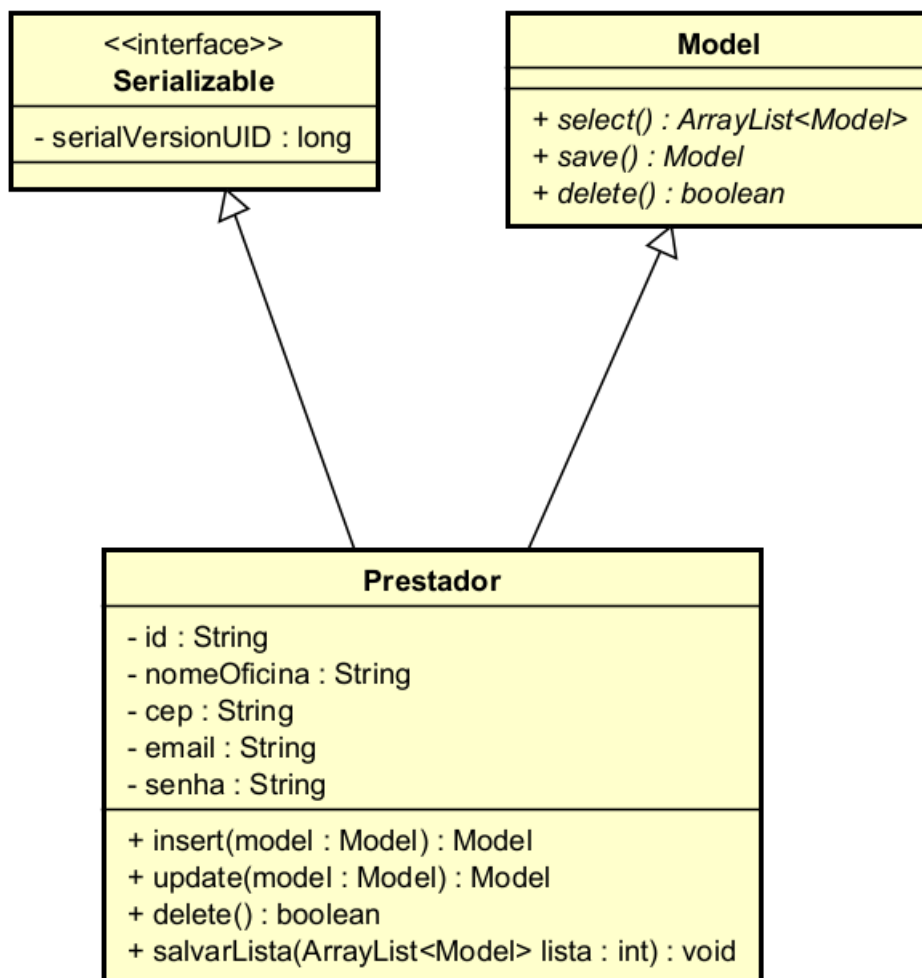 <<interface>>
Serializable
- serialVersionUID : long
Model
+ select() : ArrayList<Model>
+ save() : Model
+ delete() : boolean
Prestador
- id : String
- nomeOficina : String
- cep : String
- email : String
- senha : String
+ insert(model : Model) : Model
+ update(model : Model) : Model
+ delete() : boolean
+ salvarLista(ArrayList<Model> lista : int) : void